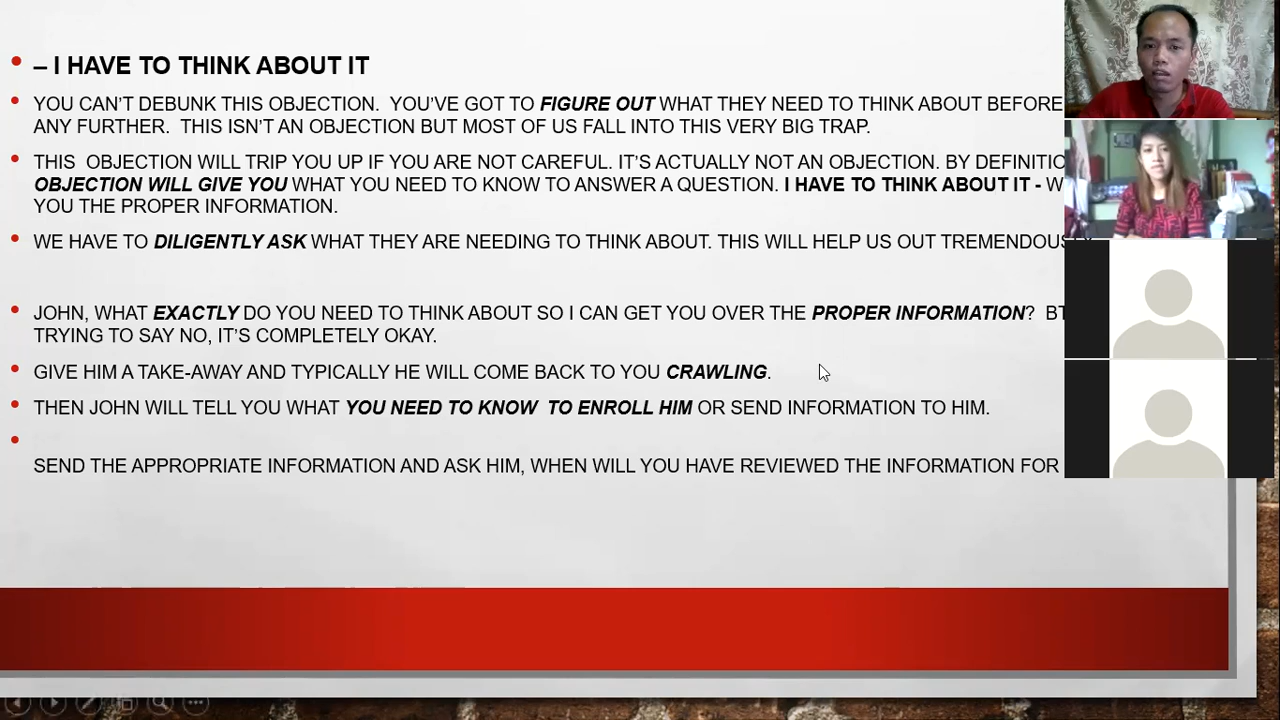 – I HAVE TO THINK ABOUT IT
YOU CAN'T DEBUNK THIS OBJECTION. YOU'VE GOT TO FIGURE OUT WHAT THEY NEED TO THINK ABOUT BEFORE
ANY FURTHER. THIS ISN'T AN OBJECTION BUT MOST OF US FALL INTO THIS VERY BIG TRAP.
THIS OBJECTION WILL TRIP YOU UP IF YOU ARE NOT CAREFUL. IT'S ACTUALLY NOT AN OBJECTION. BY
OBJECTION WILL GIVE YOU WHAT YOU NEED TO KNOW TO ANSWER A QUESTION. I HAVE TO THINK ABOUT IT -
YOU THE PROPER INFORMATION.
WE HAVE TO DILIGENTLY ASK WHAT THEY ARE NEEDING TO THINK ABOUT. THIS WILL HELP US OUT TREMENDOUSLY
JOHN, WHAT EXACTLY DO YOU NEED TO THINK ABOUT SO I CAN GET YOU OVER THE PROPER INFORMATION?
TRYING TO SAY NO, IT'S COMPLETELY OKAY.
GIVE HIM A TAKE-AWAY AND TYPICALLY HE WILL COME BACK TO YOU CRAWLING.
THEN JOHN WILL TELL YOU WHAT YOU NEED TO KNOW TO ENROLL HIM OR SEND INFORMATION TO HIM.
SEND THE APPROPRIATE INFORMATION AND ASK HIM, WHEN WILL YOU HAVE REVIEWED THE INFORMATION FOR